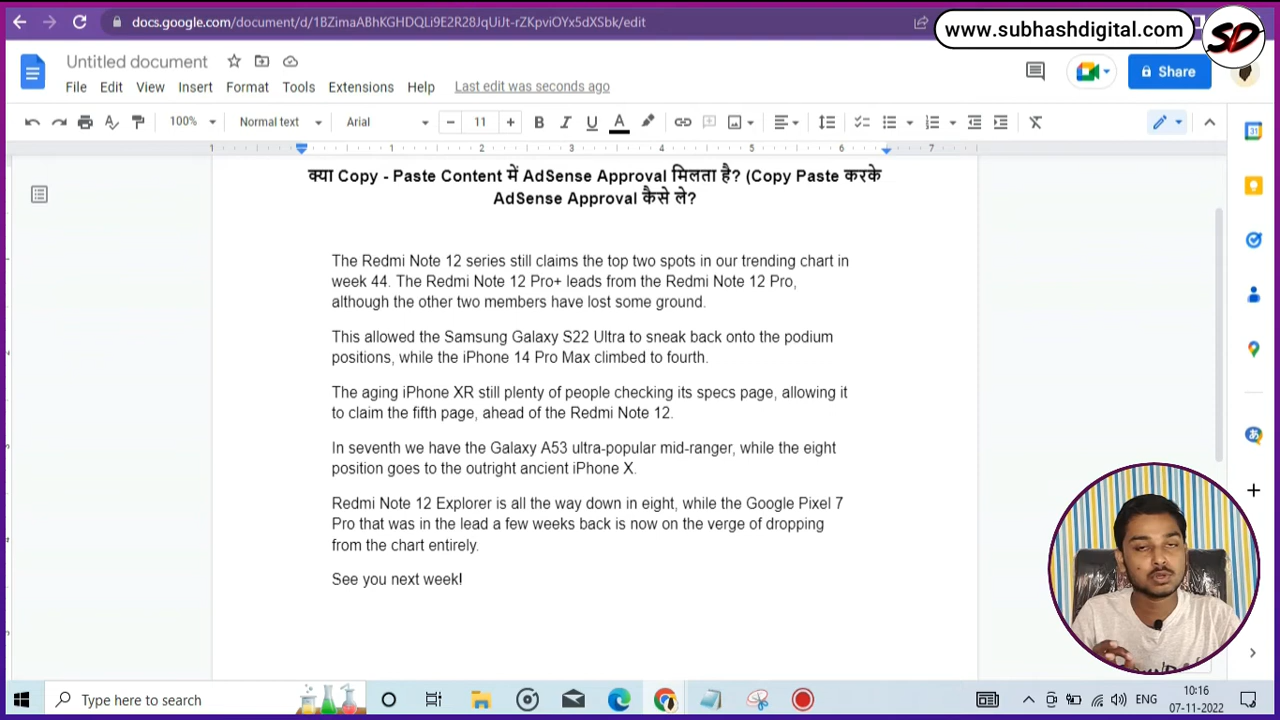 docs.google.com/document/d/1BZimaABhKGHDQLi9E2R28JqUiJt-rZKpviOYx5dXSbk/edit
www.subhashdigital.com
SD
Untitled document
File Edit View Insert Format Tools Extensions Help Last edit was seconds ago
Share
100% Normal text Arial 11
1 1 2 3 4 5 6 7
क्या Copy - Paste Content में AdSense Approval मिलता है? (Copy Paste करके
AdSense Approval कैसे ले?
The Redmi Note 12 series still claims the top two spots in our trending chart in
week 44. The Redmi Note 12 Pro+ leads from the Redmi Note 12 Pro,
although the other two members have lost some ground.
This allowed the Samsung Galaxy S22 Ultra to sneak back onto the podium
positions, while the iPhone 14 Pro Max climbed to fourth.
The aging iPhone XR still plenty of people checking its specs page, allowing it
to claim the fifth page, ahead of the Redmi Note 12.
In seventh we have the Galaxy A53 ultra-popular mid-ranger, while the eight
position goes to the outright ancient iPhone X.
Redmi Note 12 Explorer is all the way down in eight, while the Google Pixel 7
Pro that was in the lead a few weeks back is now on the verge of dropping
from the chart entirely.
See you next week!
Type here to search
ENG
10:16
07-11-2022